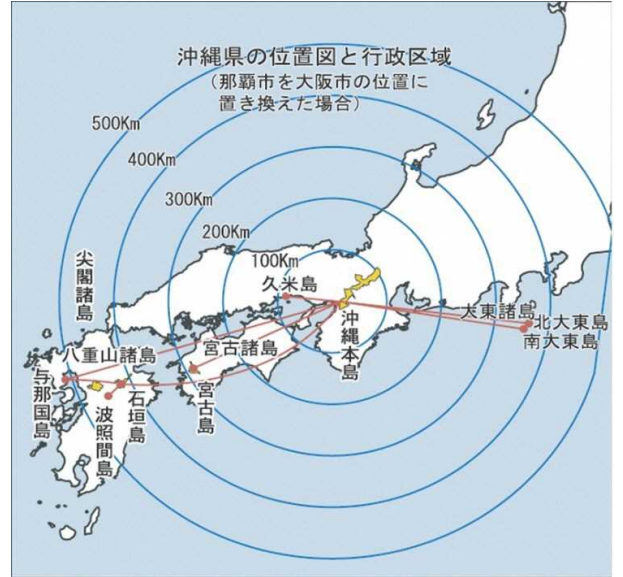 沖縄県の位置図と行政区域
（那覇市を大阪市の位置に
置き換えた場合）
500Km
400Km
300Km
200Km
100Km
尖閣諸島
久米島
大東諸島
北大東島
南大東島
沖縄本島
八重山諸島
宮古諸島
与那国島
石垣島
宮古島
波照間島